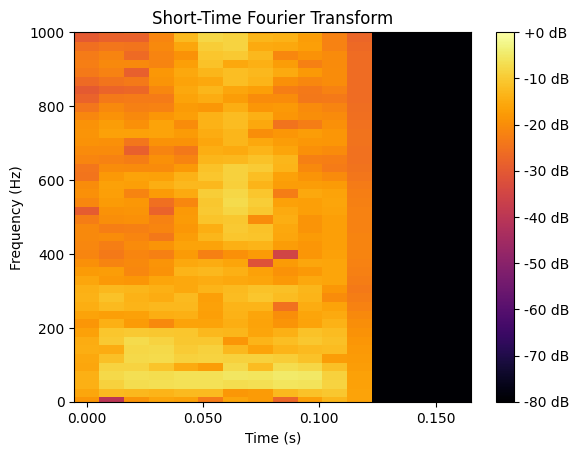 Short-Time Fourier Transform
1000
800
600
400
200
0
Frequency (Hz)
0.000
0.050
0.100
0.150
Time (s)
+0 dB
-10 dB
-20 dB
-30 dB
-40 dB
-50 dB
-60 dB
-70 dB
-80 dB